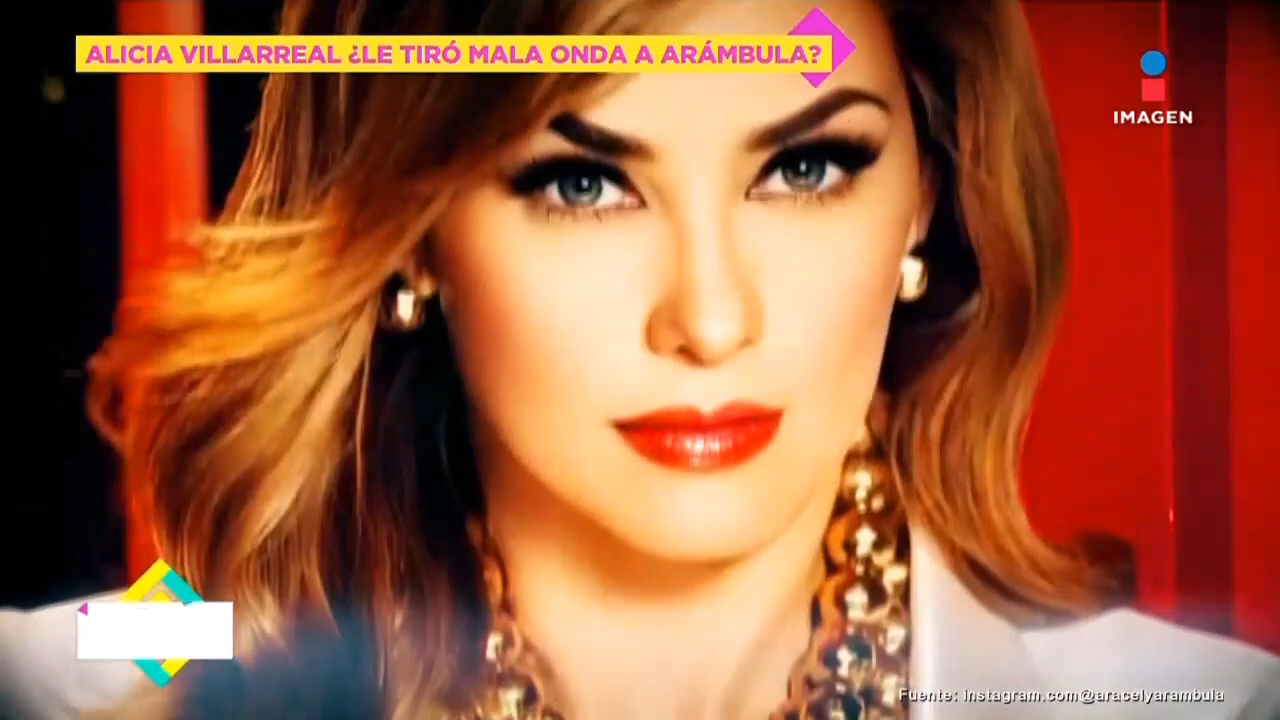 ALICIA VILLARREAL ¿LE TIRÓ MALA ONDA A ARÁMBULA?
IMAGEN
Fuente: instagram.com@aracelyarambula